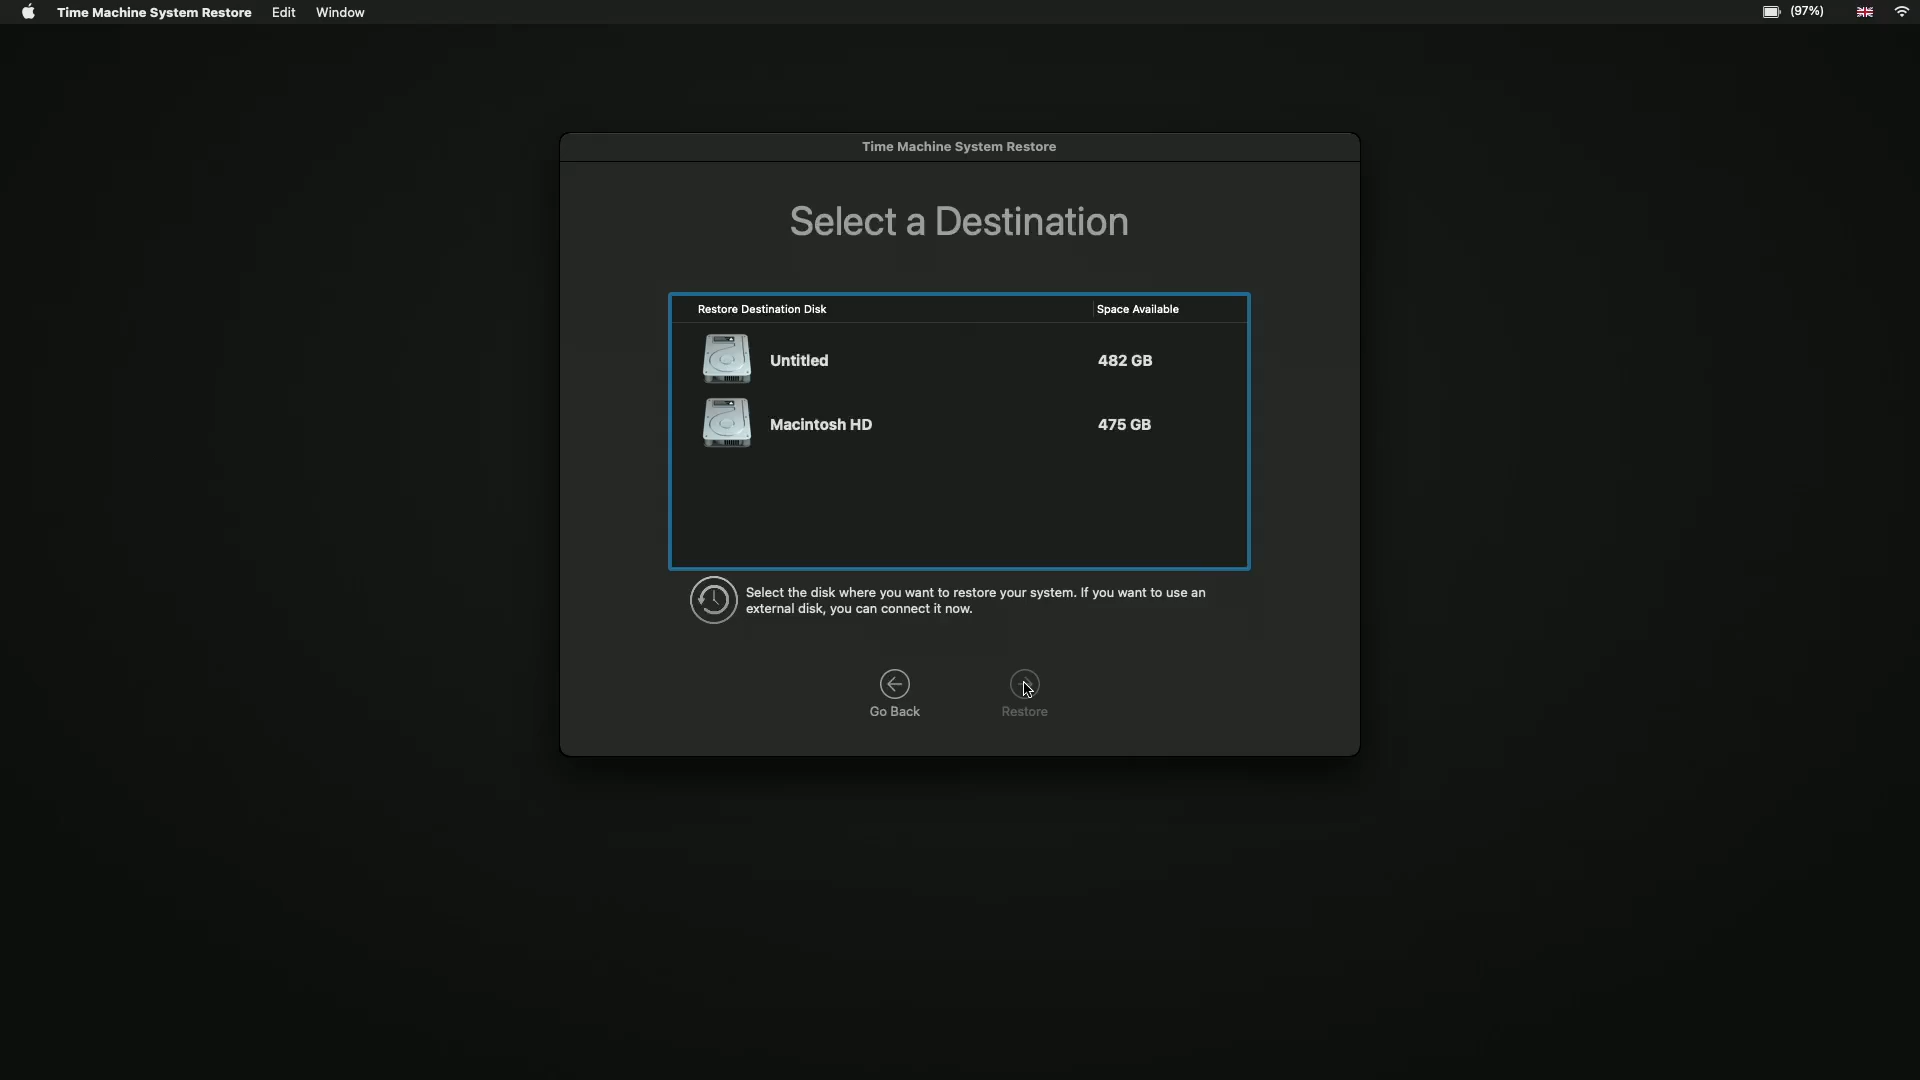 Time Machine System Restore Edit Window (97%)
Time Machine System Restore
Select a Destination
Restore Destination Disk Space Available
Untitled 482 GB
Macintosh HD 475 GB
Select the disk where you want to restore your system. If you want to use an
external disk, you can connect it now.
Go Back Restore